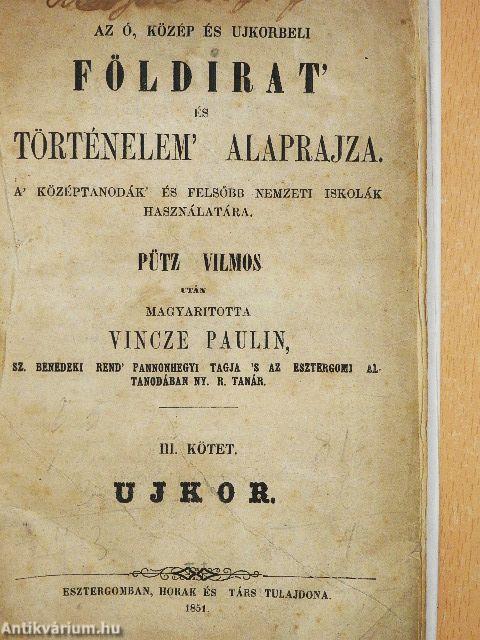 AZ Ó, KÖZÉP ÉS UJKORBELI
FÖLDIRAT'
ÉS
TÖRTÉNELEM' ALAPRAJZA.
A' KÖZÉPTANODÁK' ÉS FELSŐBB NEMZETI ISKOLÁK
HASZNÁLATÁRA.
PÜTZ VILMOS
UTÁN
MAGYARITOTTA
VINCZE PAULIN,
SZ. BENEDEKI REND' PANNONHEGYI TAGJA 'S AZ ESZTERGOMI AL-
TANODÁBAN NY. R. TANÁR.
III. KÖTET.
UJKOR.
ESZTERGOMBAN, HORAK ÉS TÁRS TULAJDONA.
1851.
Antikvárium.hu